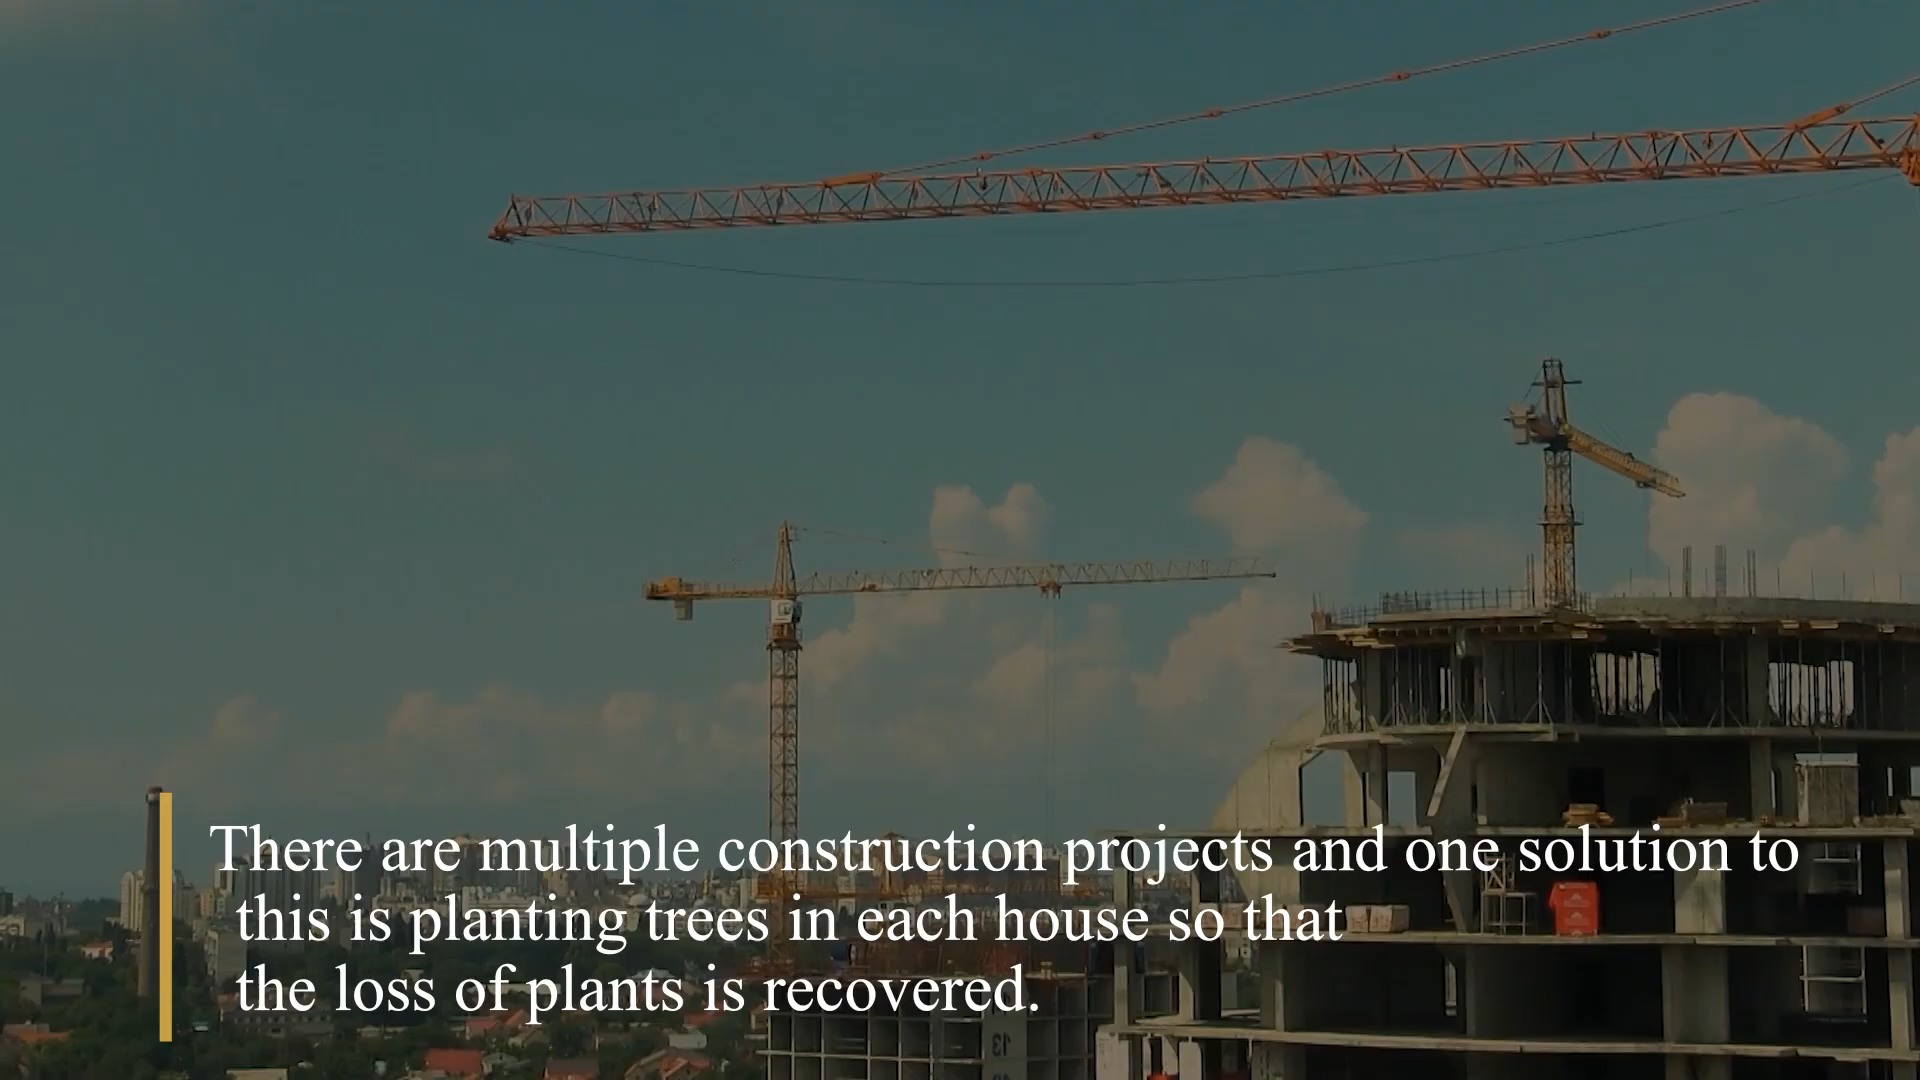 There are multiple construction projects and one solution to
this is planting trees in each house so that
the loss of plants is recovered.
13